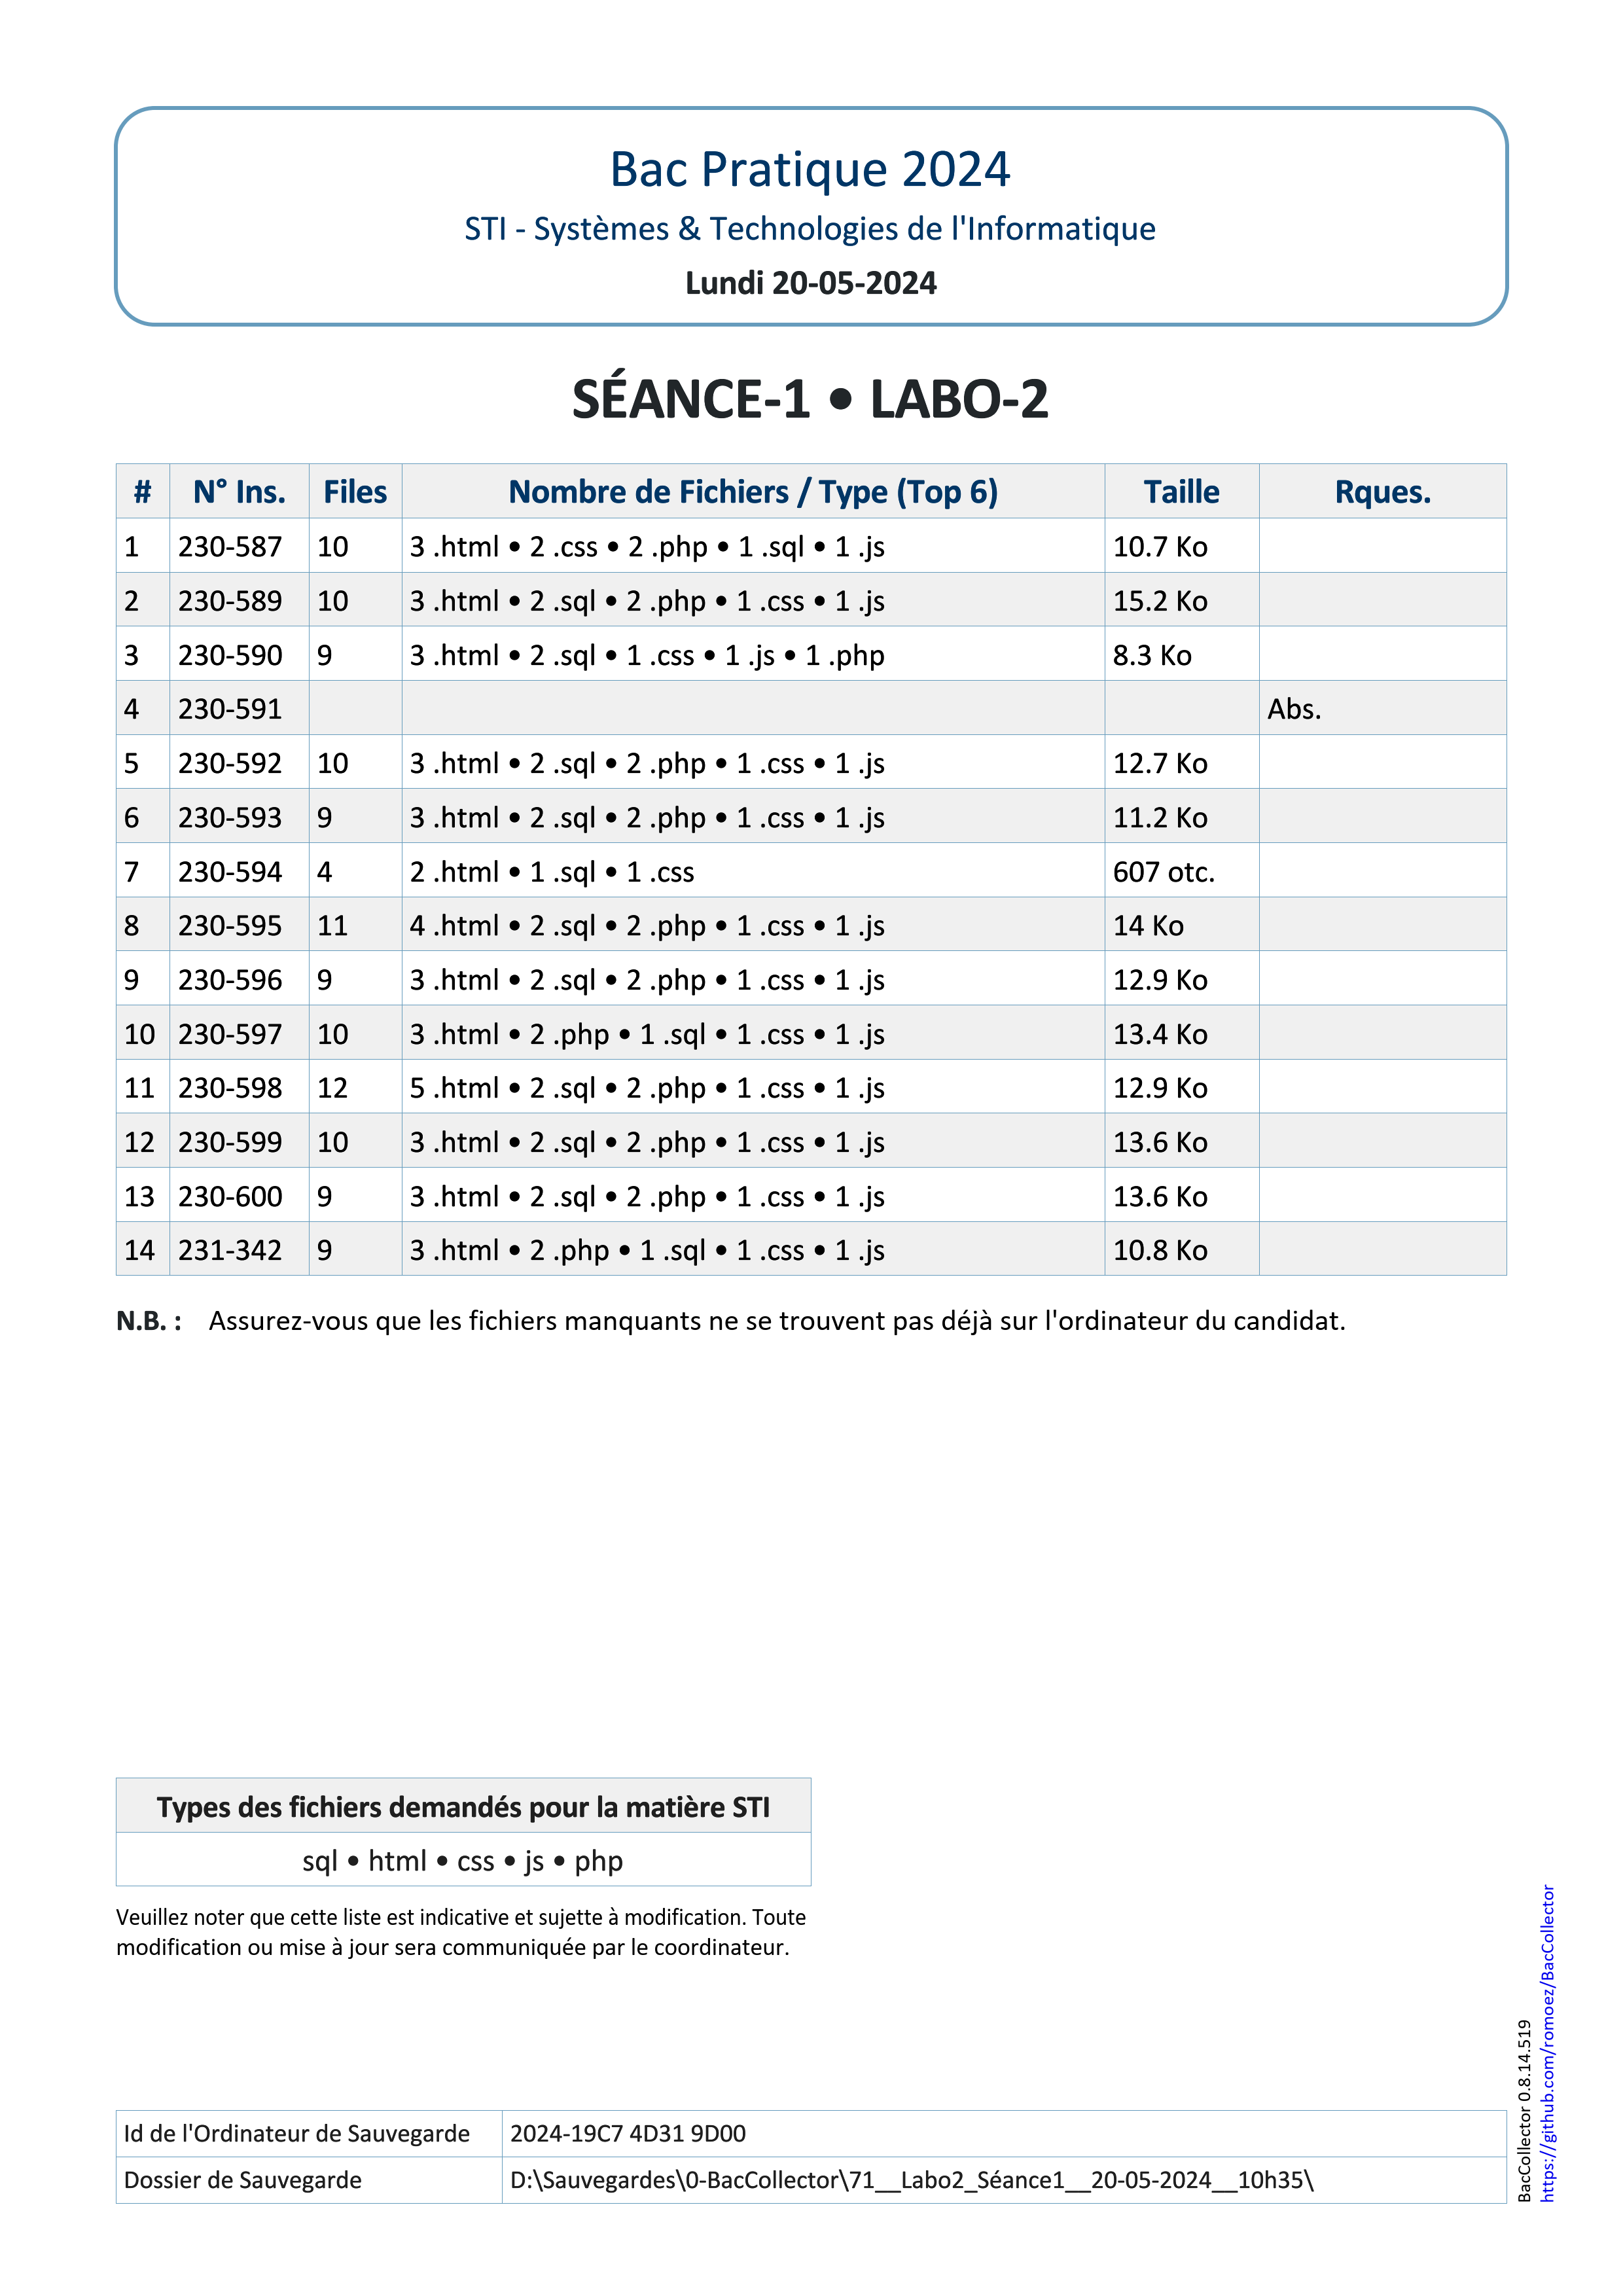 Bac Pratique 2024
STI - Systèmes & Technologies de l'Informatique
Lundi 20-05-2024
SÉANCE-1 • LABO-2
# N° Ins. Files Nombre de Fichiers / Type (Top 6) Taille Rques.
1 230-587 10 3 .html • 2 .css • 2 .php • 1 .sql • 1 .js 10.7 Ko
2 230-589 10 3 .html • 2 .sql • 2 .php • 1 .css • 1 .js 15.2 Ko
3 230-590 9 3 .html • 2 .sql • 1 .css • 1 .js • 1 .php 8.3 Ko
4 230-591 Abs.
5 230-592 10 3 .html • 2 .sql • 2 .php • 1 .css • 1 .js 12.7 Ko
6 230-593 9 3 .html • 2 .sql • 2 .php • 1 .css • 1 .js 11.2 Ko
7 230-594 4 2 .html • 1 .sql • 1 .css 607 otc.
8 230-595 11 4 .html • 2 .sql • 2 .php • 1 .css • 1 .js 14 Ko
9 230-596 9 3 .html • 2 .sql • 2 .php • 1 .css • 1 .js 12.9 Ko
10 230-597 10 3 .html • 2 .php • 1 .sql • 1 .css • 1 .js 13.4 Ko
11 230-598 12 5 .html • 2 .sql • 2 .php • 1 .css • 1 .js 12.9 Ko
12 230-599 10 3 .html • 2 .sql • 2 .php • 1 .css • 1 .js 13.6 Ko
13 230-600 9 3 .html • 2 .sql • 2 .php • 1 .css • 1 .js 13.6 Ko
14 231-342 9 3 .html • 2 .php • 1 .sql • 1 .css • 1 .js 10.8 Ko
N.B. : Assurez-vous que les fichiers manquants ne se trouvent pas déjà sur l'ordinateur du candidat.
Types des fichiers demandés pour la matière STI
sql • html • css • js • php
Veuillez noter que cette liste est indicative et sujette à modification. Toute
modification ou mise à jour sera communiquée par le coordinateur.
Id de l'Ordinateur de Sauvegarde 2024-19C7 4D31 9D00
Dossier de Sauvegarde D:\Sauvegardes\0-BacCollector\71__Labo2_Séance1__20-05-2024__10h35\
BacCollector 0.8.14.519
https://github.com/romoez/BacCollector